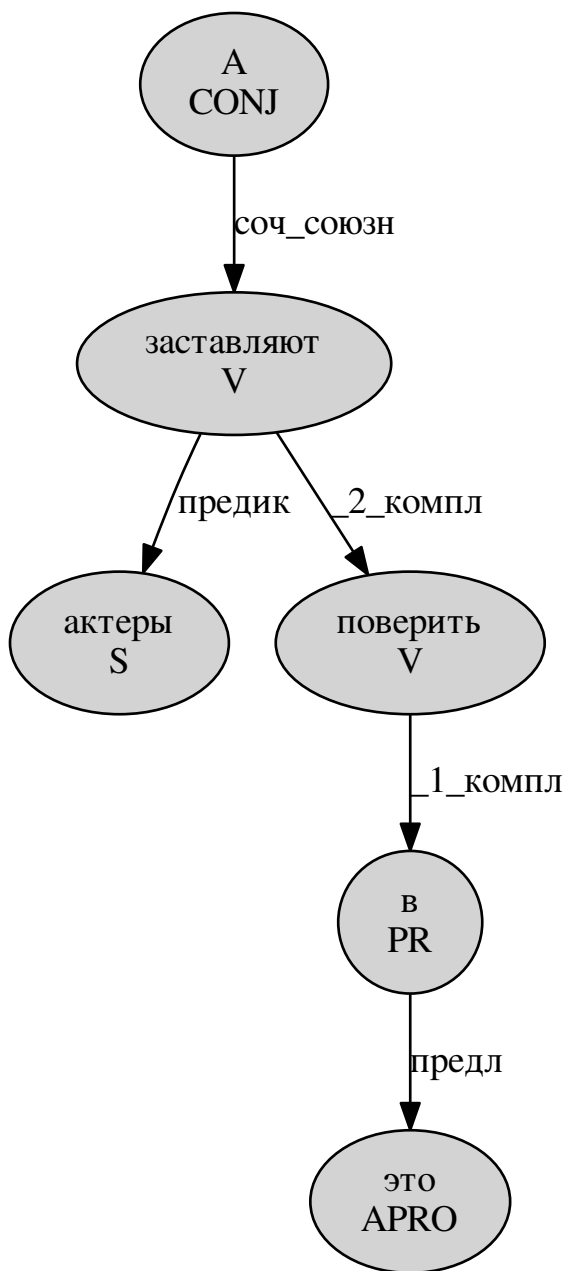 А
CONJ
соч_союзн
заставляют
V
предик
_2_компл
актеры
S
поверить
V
_1_компл
в
PR
предл
это
APRO